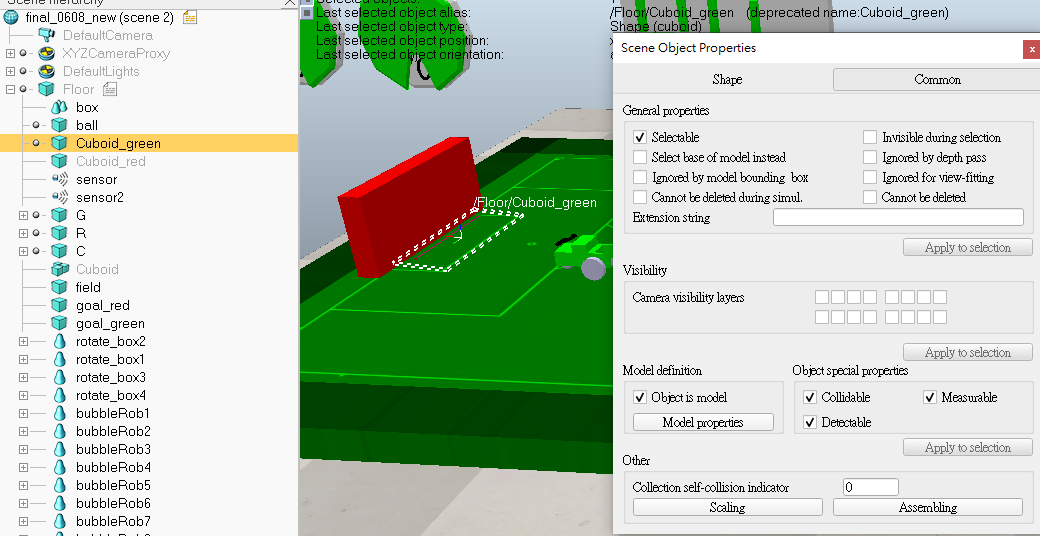 Scene hierarchy
final_0608_new (scene 2)
DefaultCamera
XYZCameraProxy
DefaultLights
Floor
box
ball
Cuboid_green
Cuboid_red
sensor
sensor2
G
R
C
Cuboid
field
goal_red
goal_green
rotate_box2
rotate_box1
rotate_box3
rotate_box4
bubbleRob1
bubbleRob2
bubbleRob3
bubbleRob4
bubbleRob5
bubbleRob6
bubbleRob7
Selected objects:
Last selected object alias: /Floor/Cuboid_green (deprecated name:Cuboid_green)
Last selected object type: Shape (cuboid)
Last selected object position:
Last selected object orientation:
/Floor/Cuboid_green
Scene Object Properties
x
Shape
Common
General properties
Selectable
Invisible during selection
Select base of model instead
Ignored by depth pass
Ignored by model bounding box
Ignored for view-fitting
Cannot be deleted during simul.
Cannot be deleted
Extension string
Apply to selection
Visibility
Camera visibility layers
Apply to selection
Model definition
Object special properties
Object is model
Collidable
Measurable
Model properties
Detectable
Apply to selection
Other
Collection self-collision indicator
0
Scaling
Assembling